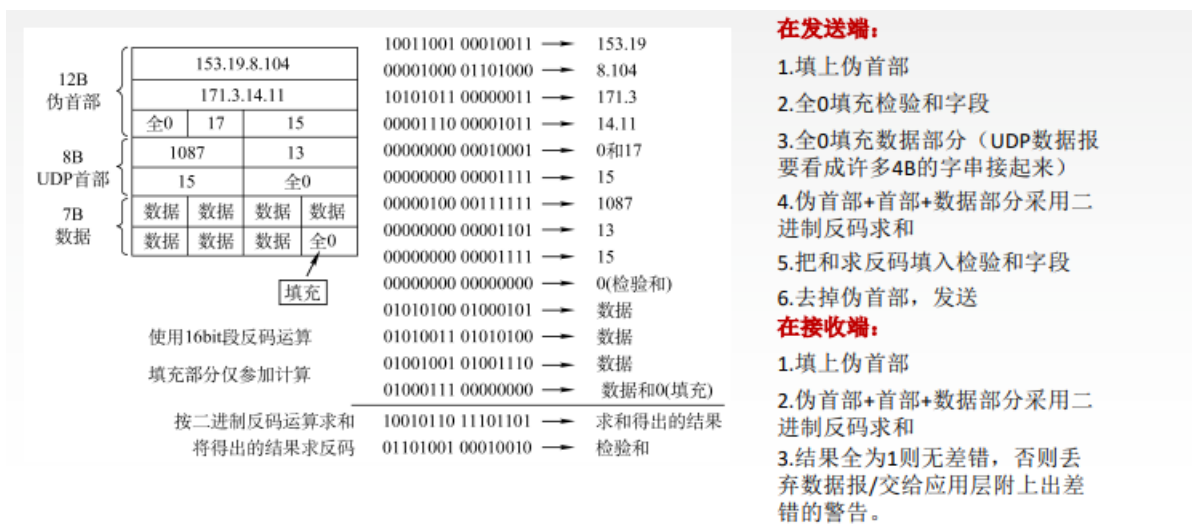 12B
伪首部
153.19.8.104
171.3.14.11
全0 17 15
8B
UDP首部
1087 13
15 全0
7B
数据
数据 数据 数据 数据
数据 数据 数据 全0
填充
使用16bit段反码运算
填充部分仅参加计算
10011001 00010011 → 153.19
00001000 01101000 → 8.104
10101011 00000011 → 171.3
00001110 00001011 → 14.11
00000000 00010001 → 0和17
00000000 00001111 → 15
00000100 00111111 → 1087
00000000 00001101 → 13
00000000 00001111 → 15
00000000 00000000 → 0(检验和)
01010100 01000101 → 数据
01010011 01010100 → 数据
01001001 01001110 → 数据
01000111 00000000 → 数据和0(填充)
按二进制反码运算求和 10010110 11101101 → 求和得出的结果
将得出的结果求反码 01101001 00010010 → 检验和
在发送端：
1.填上伪首部
2.全0填充检验和字段
3.全0填充数据部分（UDP数据报
要看成许多4B的字串接起来）
4.伪首部+首部+数据部分采用二
进制反码求和
5.把和求反码填入检验和字段
6.去掉伪首部，发送
在接收端：
1.填上伪首部
2.伪首部+首部+数据部分采用二
进制反码求和
3.结果全为1则无差错，否则丢
弃数据报/交给应用层附上出差
错的警告。